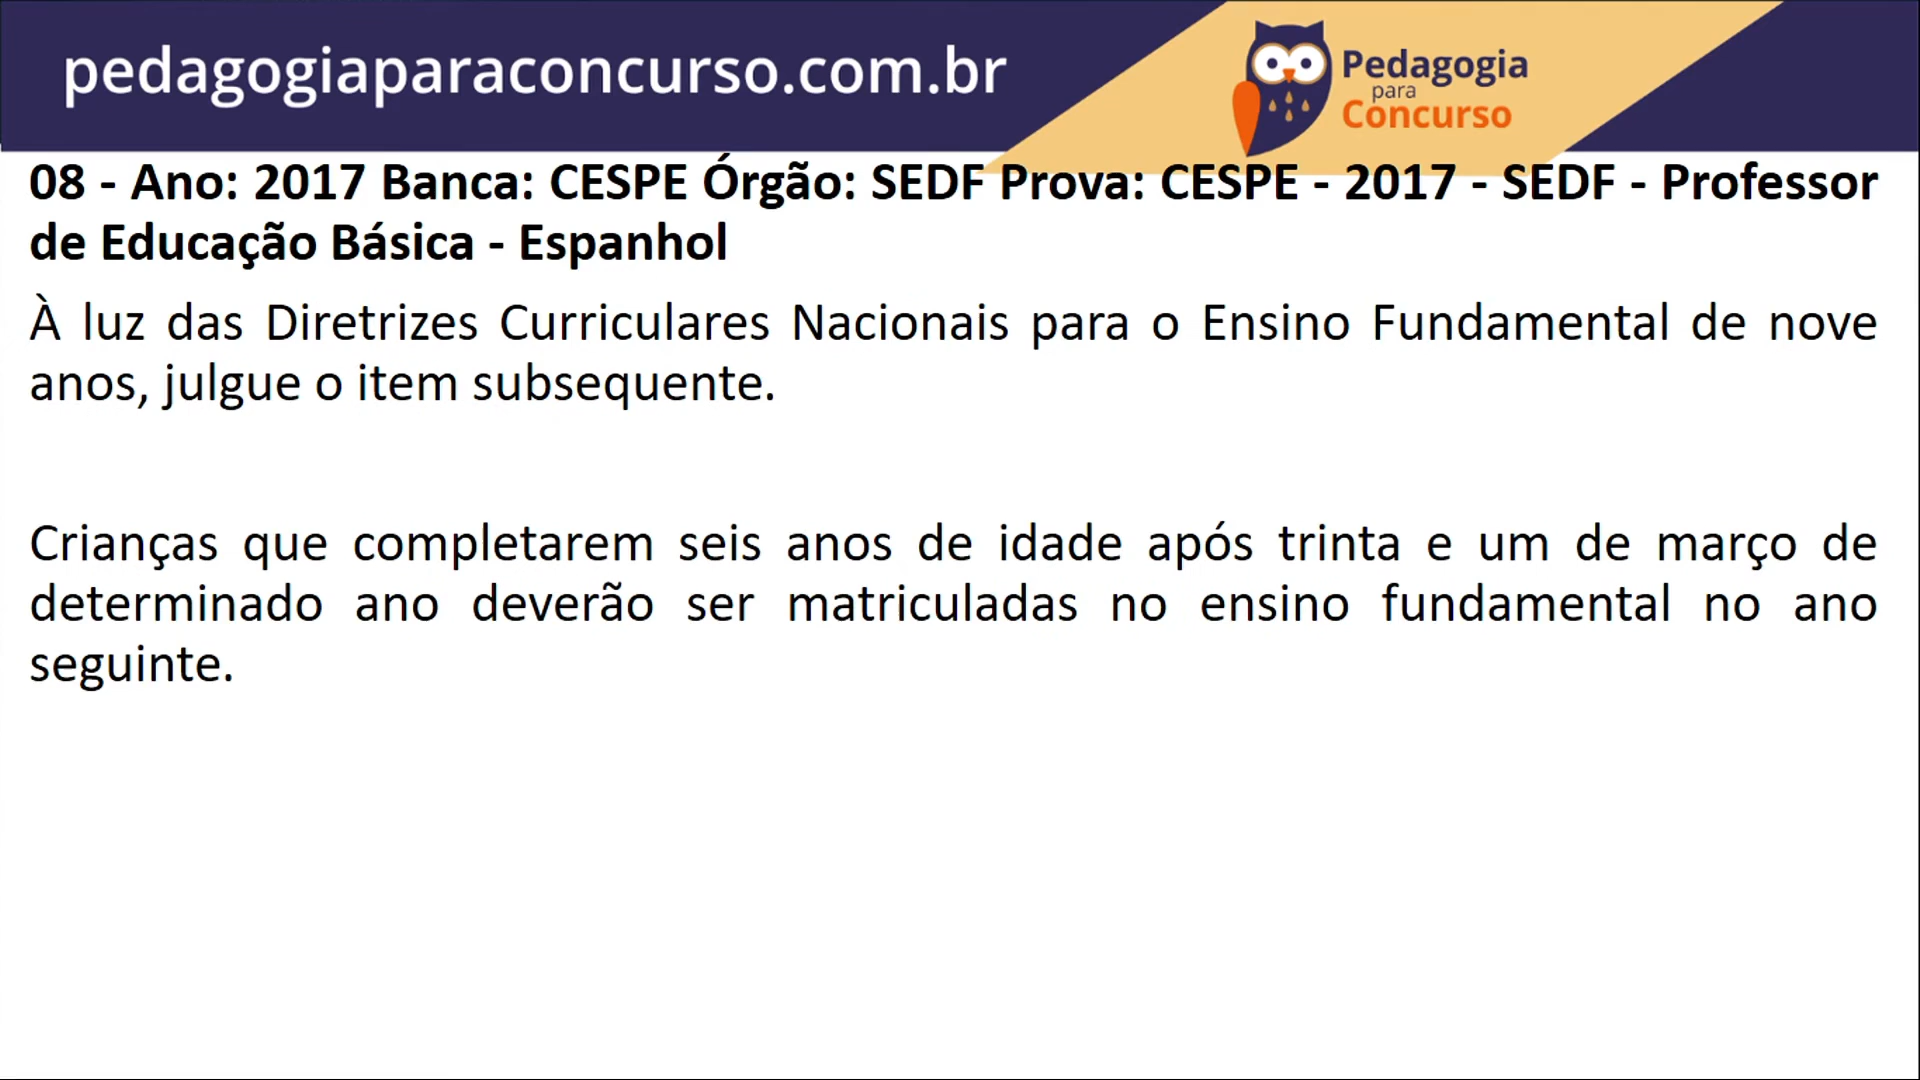 pedagogiaparaconcurso.com.br
Pedagogia
para
Concurso
08 - Ano: 2017 Banca: CESPE Órgão: SEDF Prova: CESPE - 2017 - SEDF - Professor
de Educação Básica - Espanhol
À luz das Diretrizes Curriculares Nacionais para o Ensino Fundamental de nove
anos, julgue o item subsequente.
Crianças que completarem seis anos de idade após trinta e um de março de
determinado ano deverão ser matriculadas no ensino fundamental no ano
seguinte.